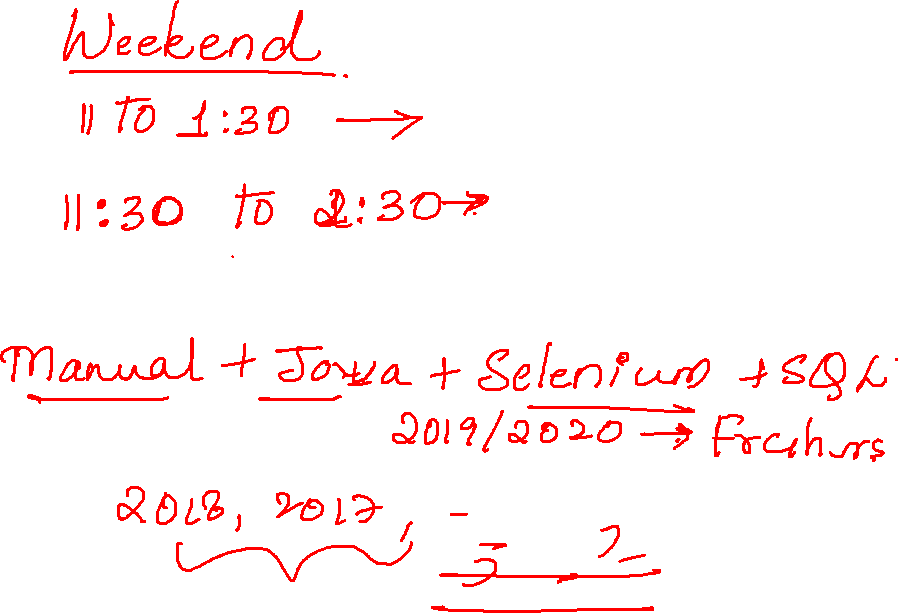 Weekend
11 TO 1:30 →
11:30 TO 2:30 →
Manual + Java + Selenium + SQL
2019/2020 → Freshers
2018, 2017, -
3